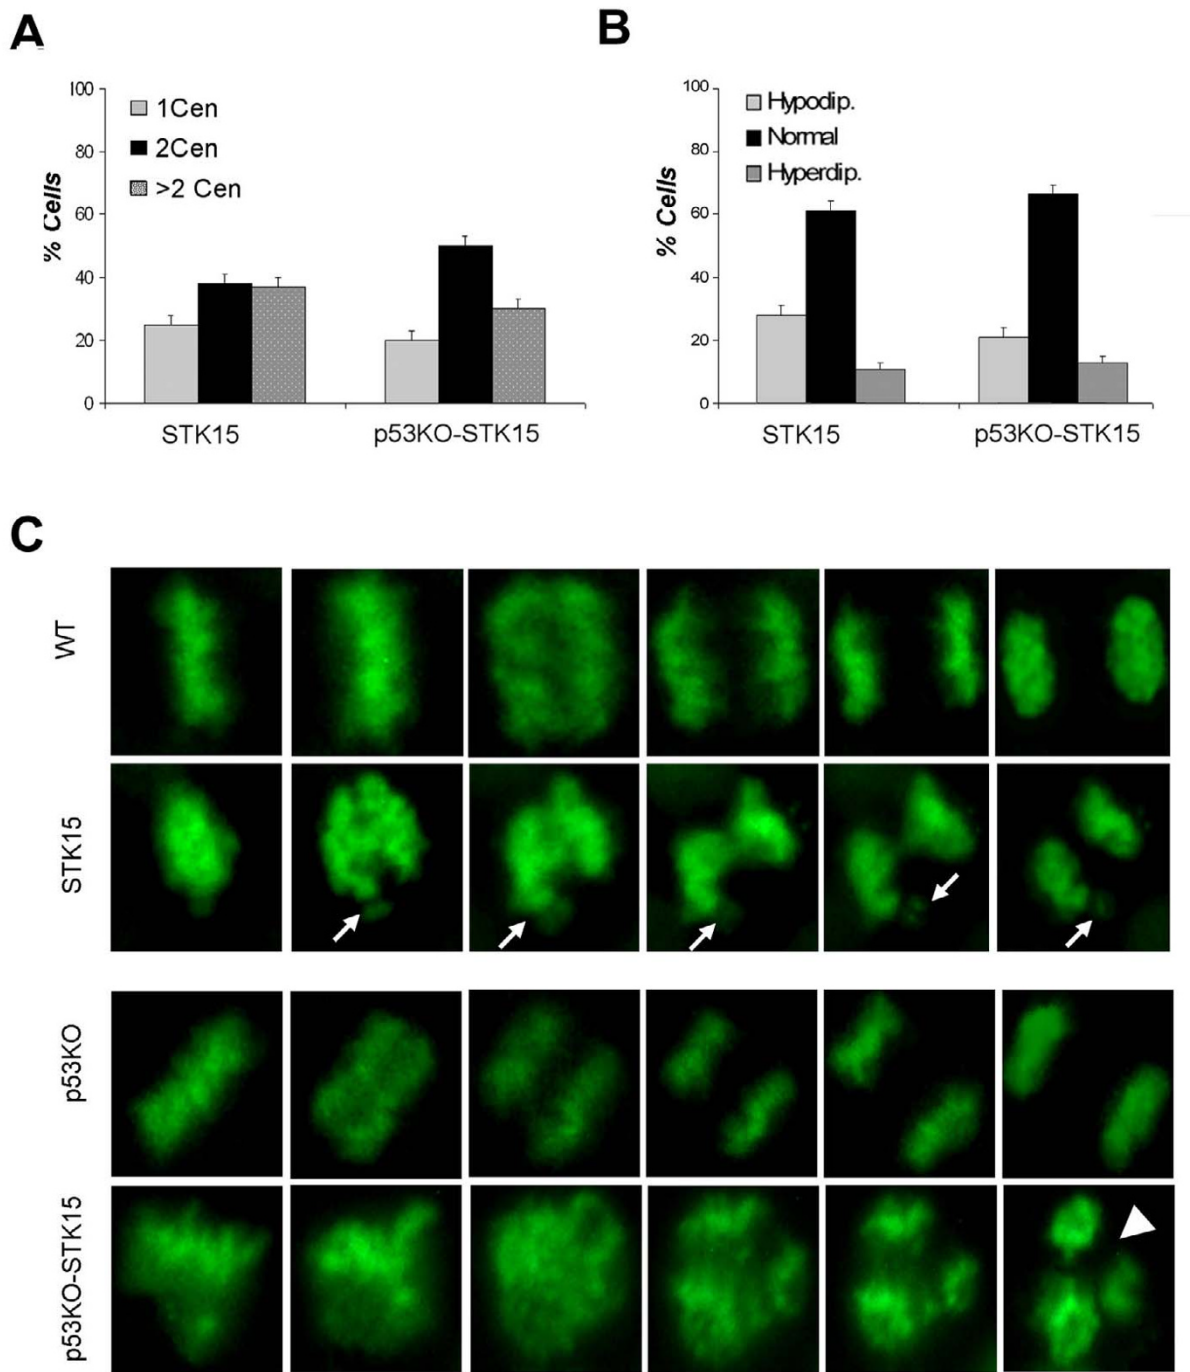 A
B
100
80
60
40
20
0
% Cells
1Cen
2Cen
>2 Cen
STK15
p53KO-STK15
100
80
60
40
20
0
% Cells
Hypodip.
Normal
Hyperdip.
STK15
p53KO-STK15
C
WT
STK15
p53KO
p53KO-STK15